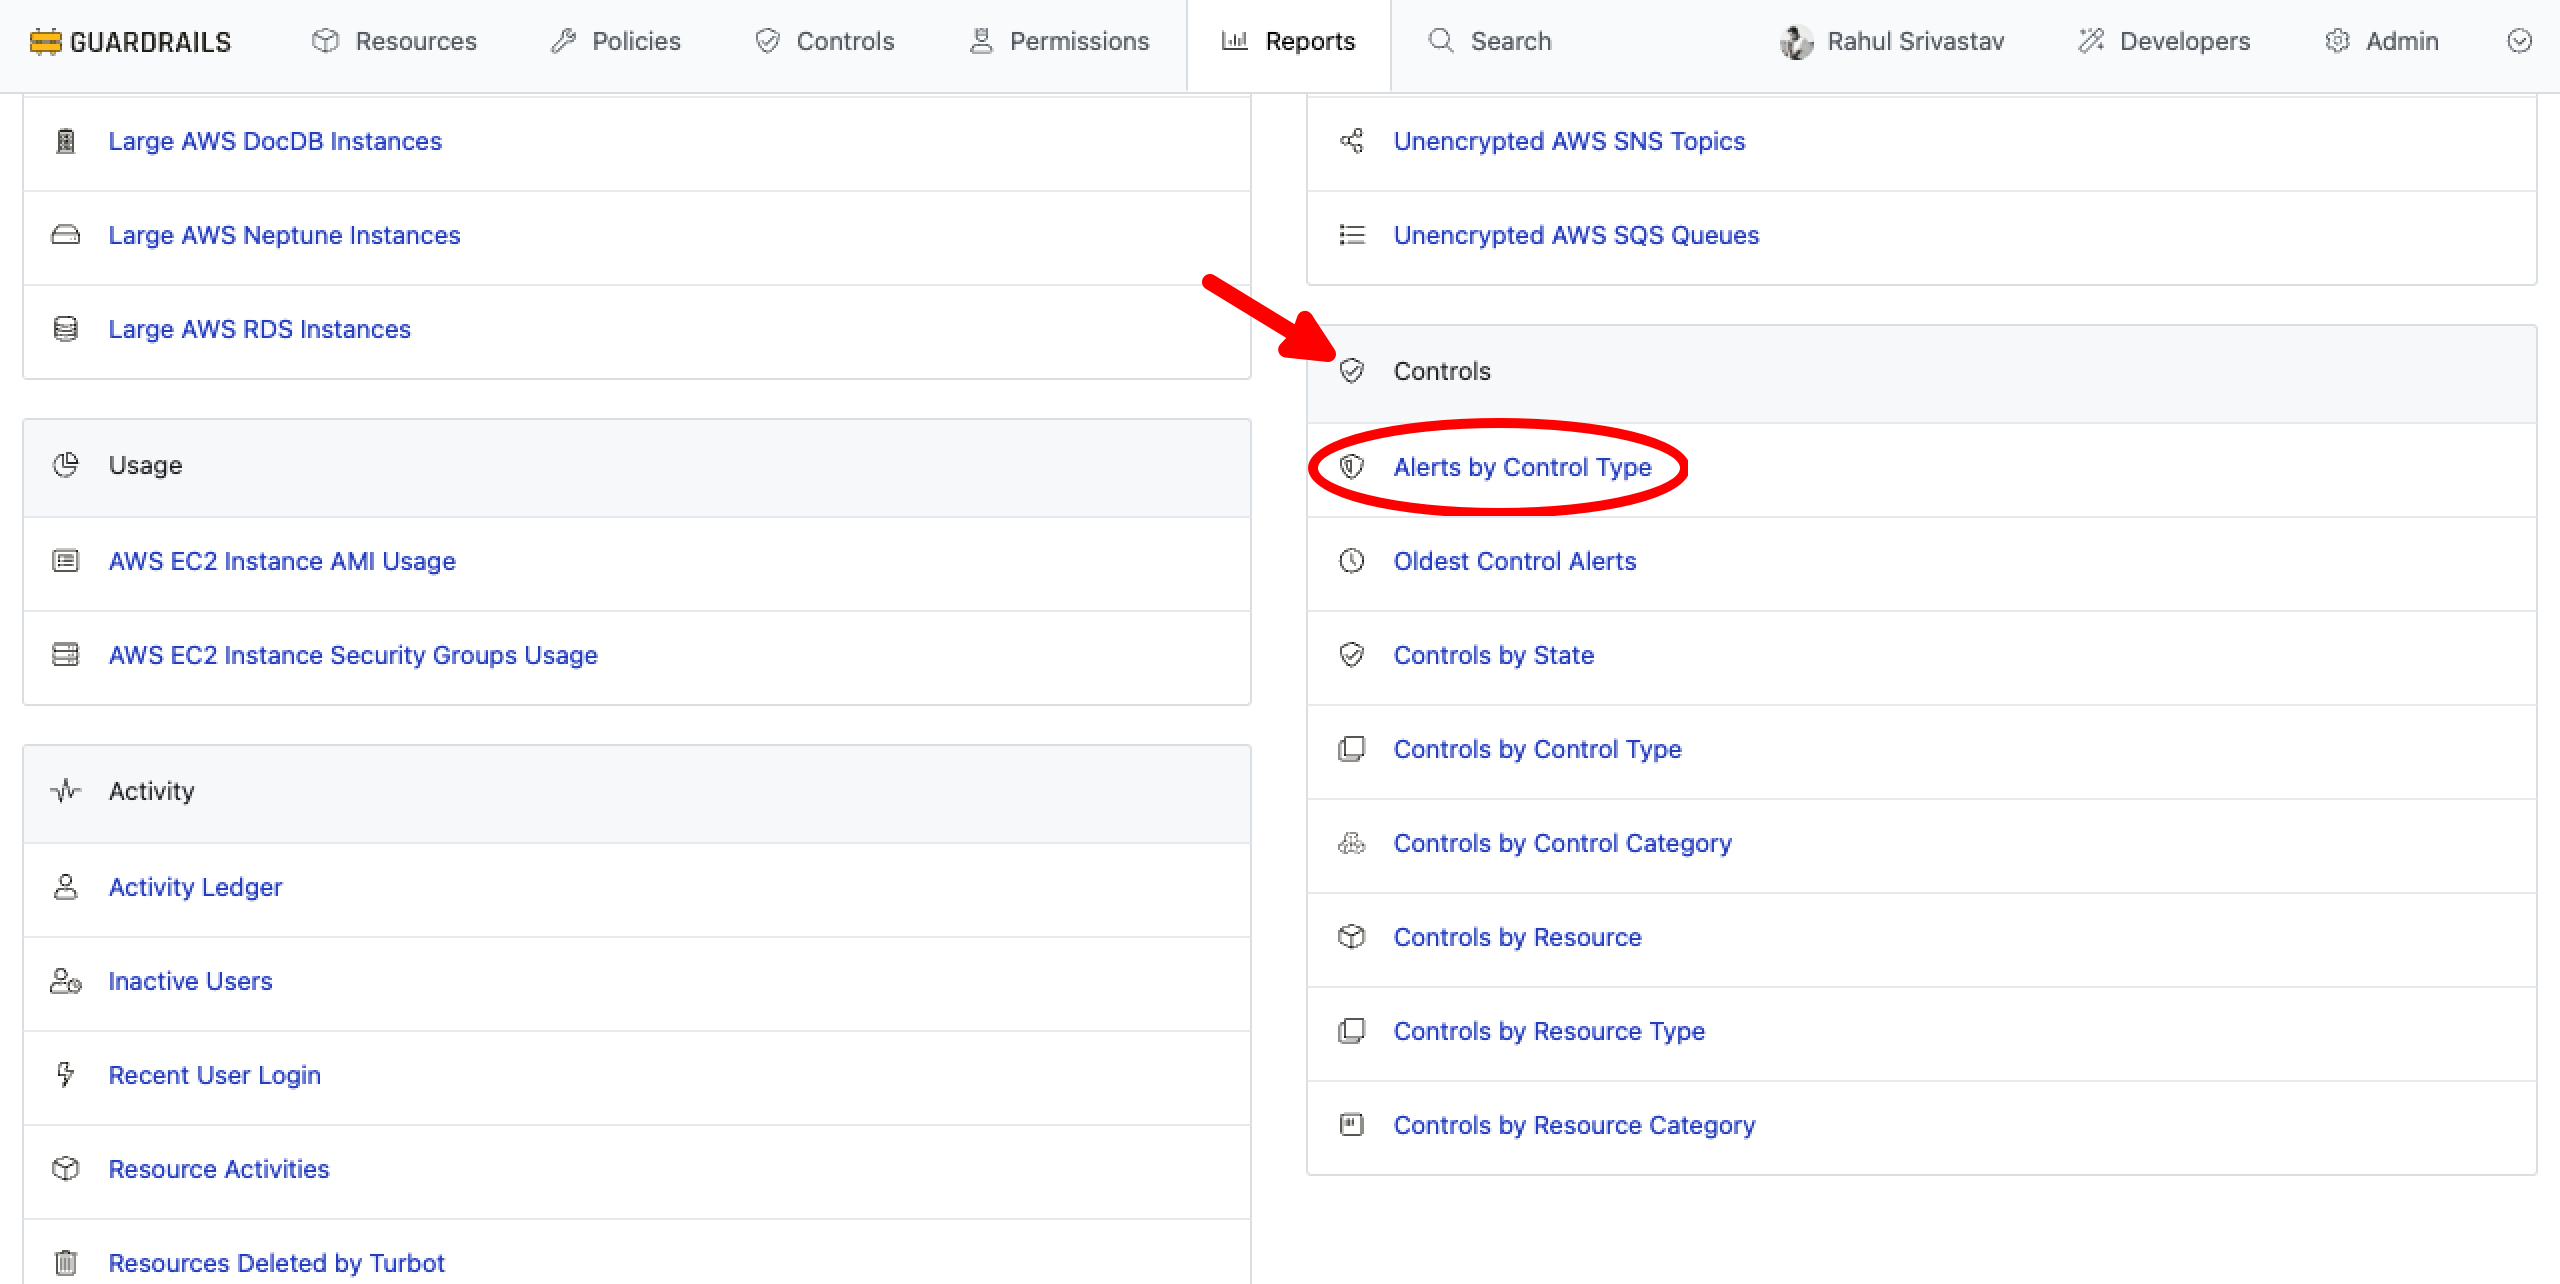 GUARDRAILS Resources Policies Controls Permissions Reports Search Rahul Srivastav Developers Admin
Large AWS DocDB Instances
Large AWS Neptune Instances
Large AWS RDS Instances
Usage
AWS EC2 Instance AMI Usage
AWS EC2 Instance Security Groups Usage
Activity
Activity Ledger
Inactive Users
Recent User Login
Resource Activities
Resources Deleted by Turbot
Unencrypted AWS SNS Topics
Unencrypted AWS SQS Queues
Controls
Alerts by Control Type
Oldest Control Alerts
Controls by State
Controls by Control Type
Controls by Control Category
Controls by Resource
Controls by Resource Type
Controls by Resource Category